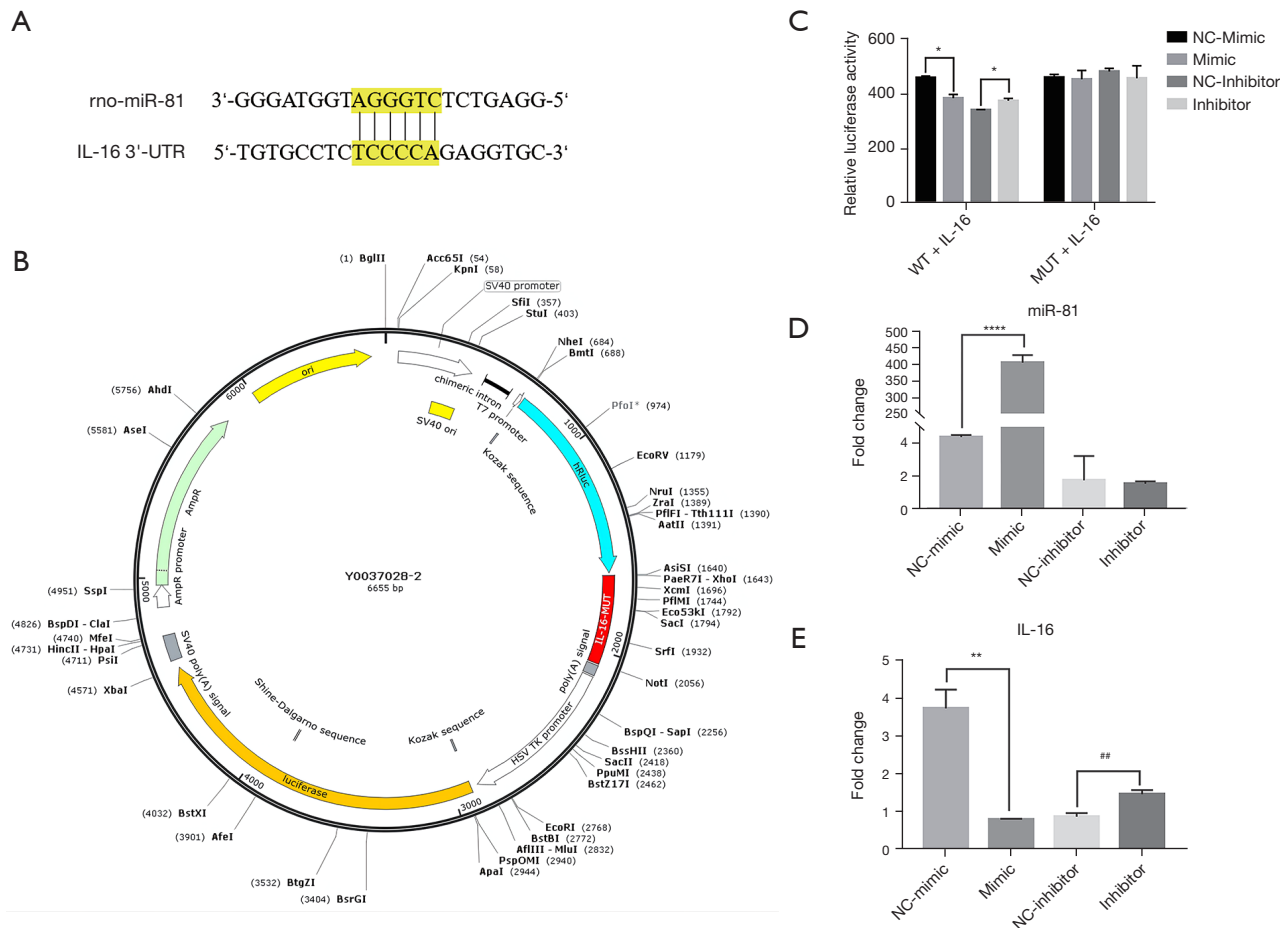 A
rno-miR-81 3‘-GGGATGGTAGGGTCTCTGAGG-5‘
IL-16 3'-UTR 5‘-TGTGCCTCTCCCCAGAGGTGC-3‘
B
(1) BglII
Acc65I (54)
KpnI (58)
SV40 promoter
SfiI (357)
StuI (403)
NheI (684)
BmtI (688)
PfoI* (974)
EcoRV (1179)
NruI (1355)
ZraI (1389)
PflFI - Tth111I (1390)
AatII (1391)
AsiSI (1640)
PaeR7I - XhoI (1643)
XcmI (1696)
PflMI (1744)
Eco53kI (1792)
SacI (1794)
SrfI (1932)
NotI (2056)
BspQI - SapI (2256)
BssHII (2360)
SacII (2418)
PpuMI (2438)
BstZ17I (2462)
EcoRI (2768)
BstBI (2772)
AflIII - MluI (2832)
PspOMI (2940)
ApaI (2944)
(3404) BsrGI
(3532) BtgZI
(3901) AfeI
(4032) BstXI
(4571) XbaI
(4711) PsiI
(4731) HincII - HpaI
(4740) MfeI
(4826) BspDI - ClaI
(4951) SspI
(5581) AseI
(5756) AhdI
ori
chimeric intron
T7 promoter
SV40 ori
Kozak sequence
hRluc
IL-16-MUT
poly(A) signal
HSV TK promoter
Kozak sequence
Shine-Dalgarno sequence
luciferase
SV40 poly(A) signal
AmpR promoter
AmpR
1000
2000
3000
4000
5000
6000
Y0037028-2
6655 bp
C
Relative luciferase activity
600
400
200
0
*
*
WT + IL-16
MUT + IL-16
NC-Mimic
Mimic
NC-Inhibitor
Inhibitor
D
miR-81
Fold change
500
450
400
350
300
250
4
2
0
****
NC-mimic
Mimic
NC-inhibitor
Inhibitor
E
IL-16
Fold change
5
4
3
2
1
0
**
##
NC-mimic
Mimic
NC-inhibitor
Inhibitor